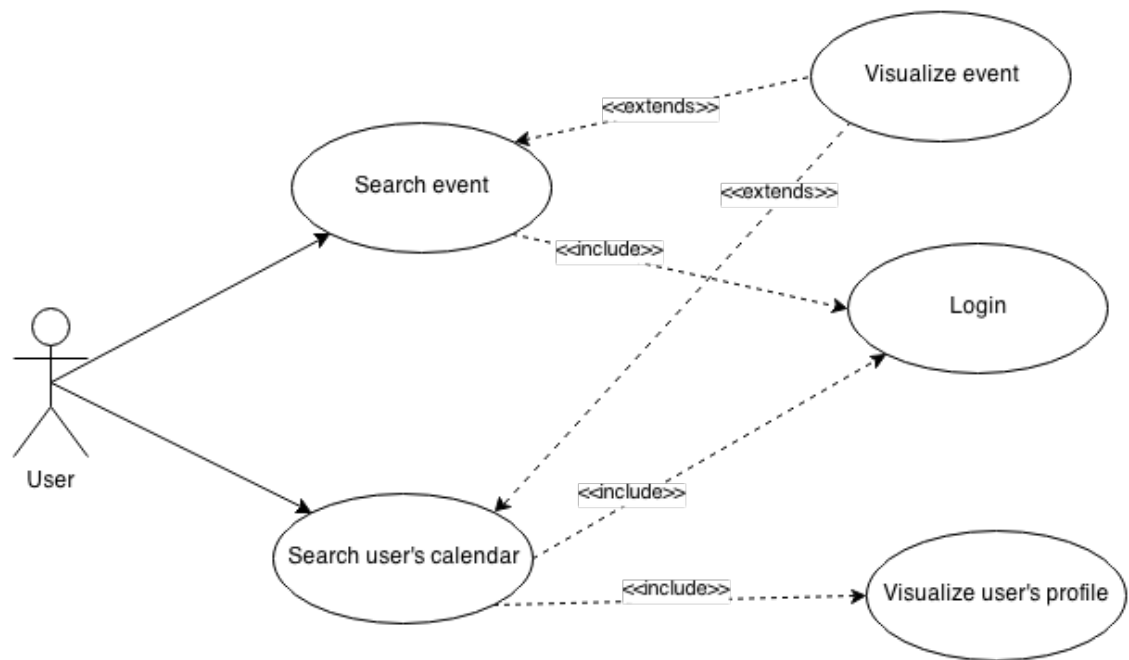 Visualize event
<<extends>>
Search event
<<extends>>
<<include>>
Login
User
<<include>>
Search user's calendar
<<include>>
Visualize user's profile